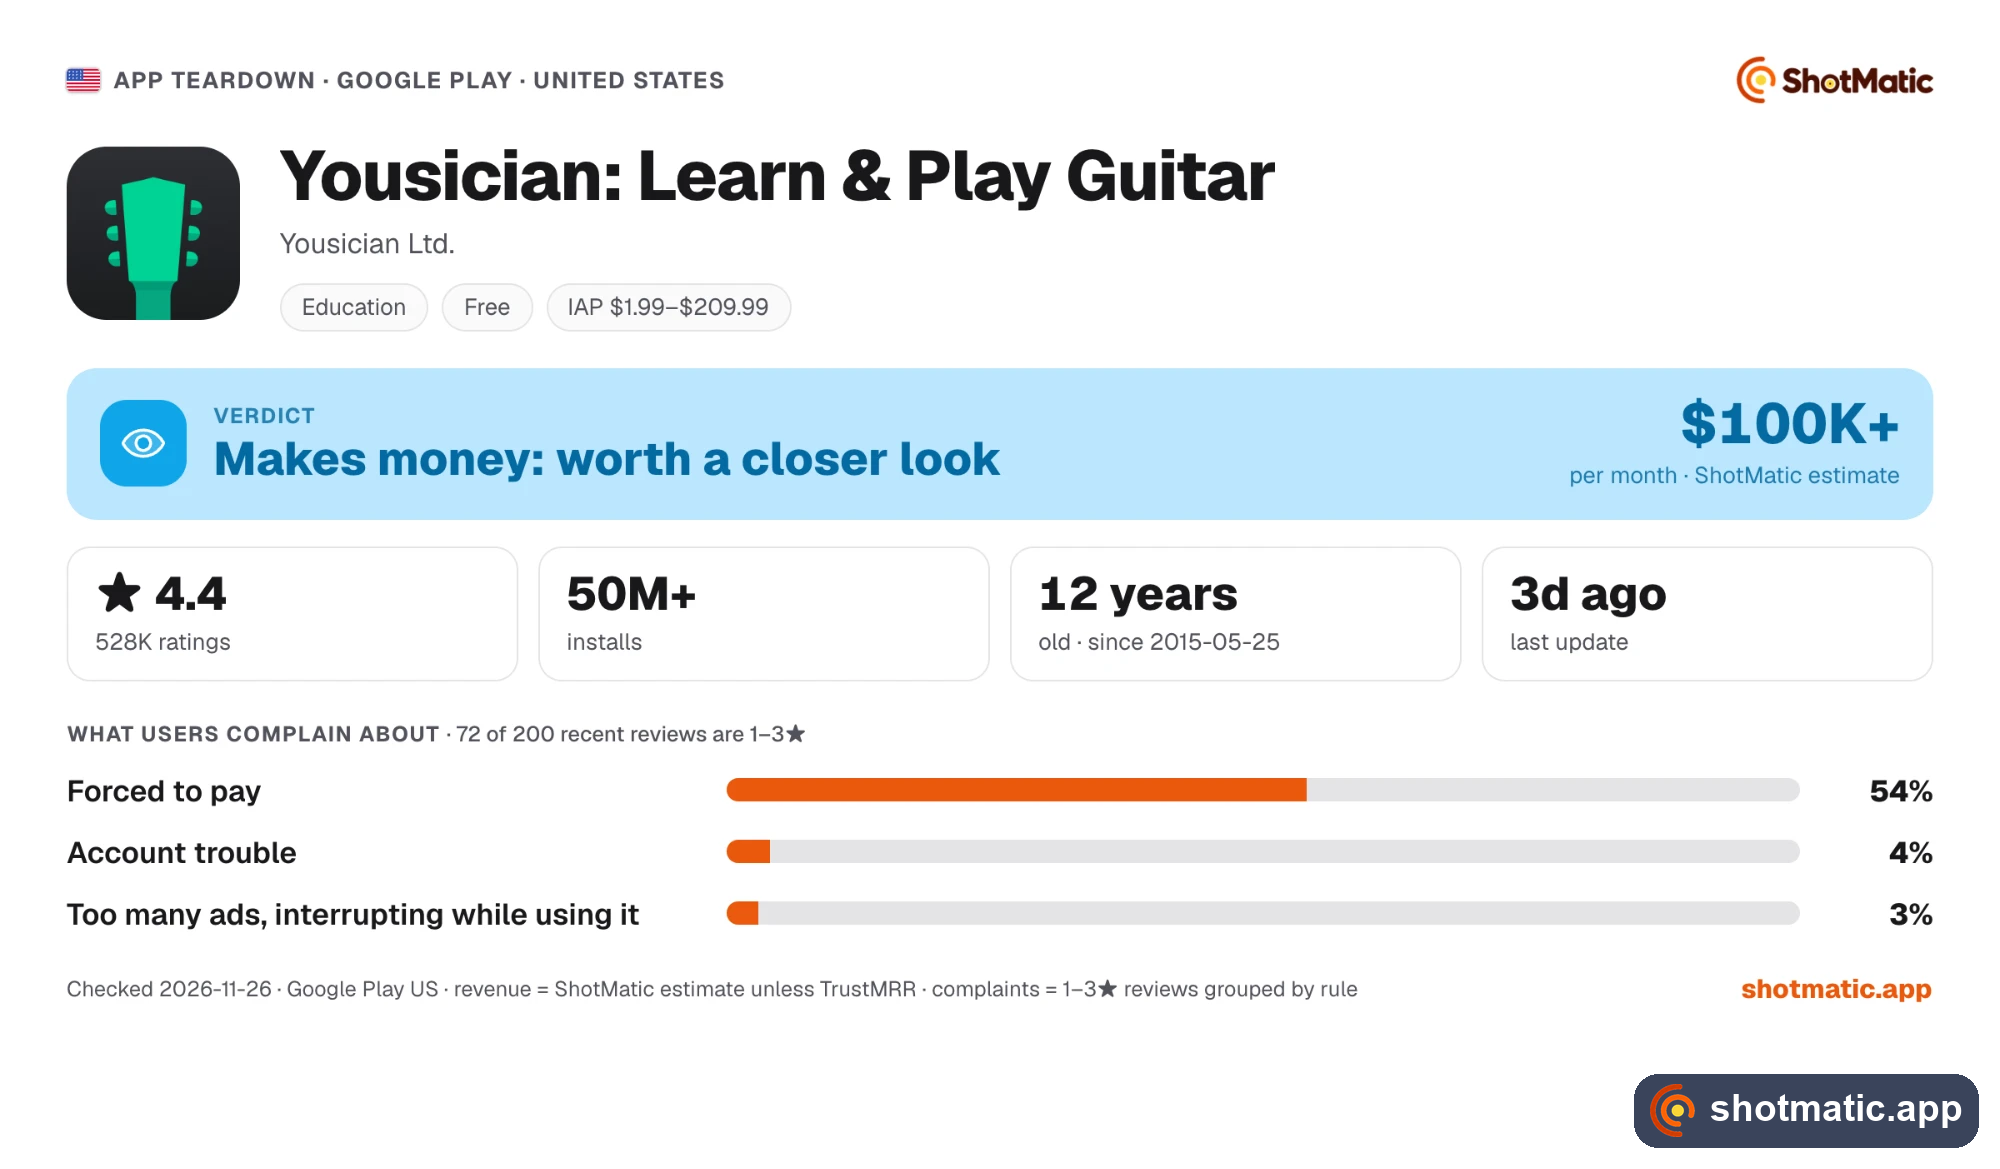 APP TEARDOWN · GOOGLE PLAY · UNITED STATES
ShotMatic
Yousician: Learn & Play Guitar
Yousician Ltd.
Education
Free
IAP $1.99–$209.99
VERDICT
Makes money: worth a closer look
$100K+
per month · ShotMatic estimate
★ 4.4
528K ratings
50M+
installs
12 years
old · since 2015-05-25
3d ago
last update
WHAT USERS COMPLAIN ABOUT · 72 of 200 recent reviews are 1–3★
Forced to pay 54%
Account trouble 4%
Too many ads, interrupting while using it 3%
Checked 2026-11-26 · Google Play US · revenue = ShotMatic estimate unless TrustMRR · complaints = 1–3★ reviews grouped by rule
shotmatic.app
shotmatic.app